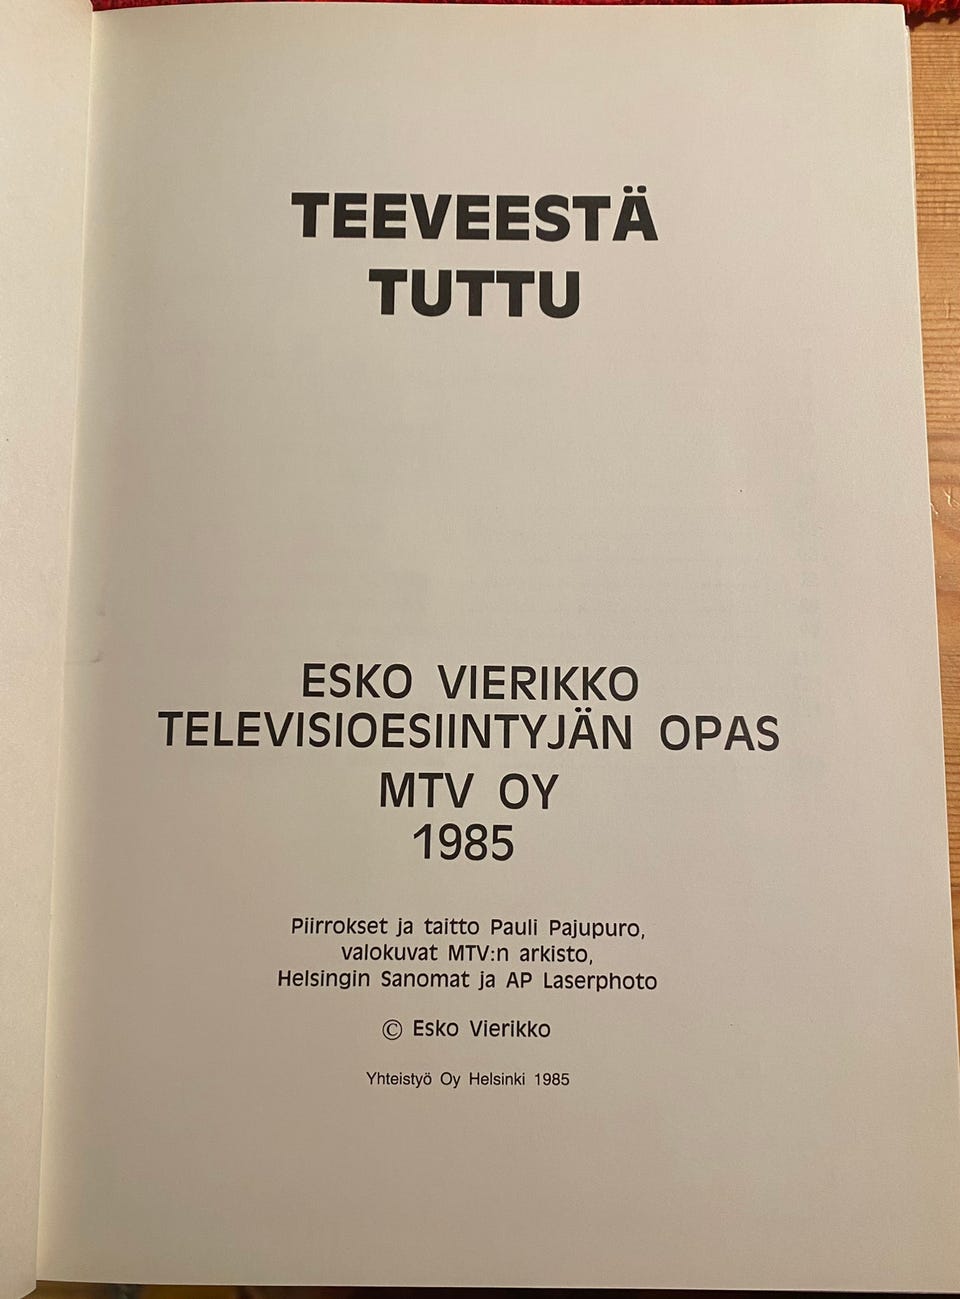 TEEVEESTÄ
TUTTU
ESKO VIERIKKO
TELEVISIOESIINTYJÄN OPAS
MTV OY
1985
Piirrokset ja taitto Pauli Pajupuro,
valokuvat MTV:n arkisto,
Helsingin Sanomat ja AP Laserphoto
© Esko Vierikko
Yhteistyö Oy Helsinki 1985